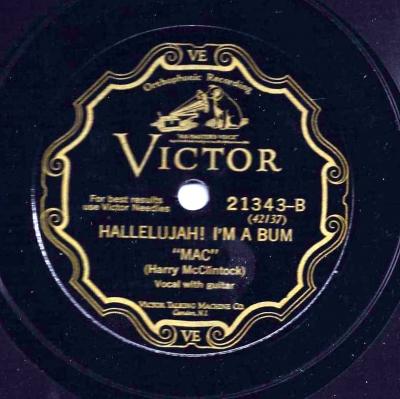 VE
Orthophonic Recording
"HIS MASTER'S VOICE"
VICTOR
For best results
use Victor Needles
21343-B
(42137)
HALLELUJAH! I'M A BUM
"MAC"
(Harry McClintock)
Vocal with guitar
VICTOR TALKING MACHINE CO.
Camden, N.J.
VE